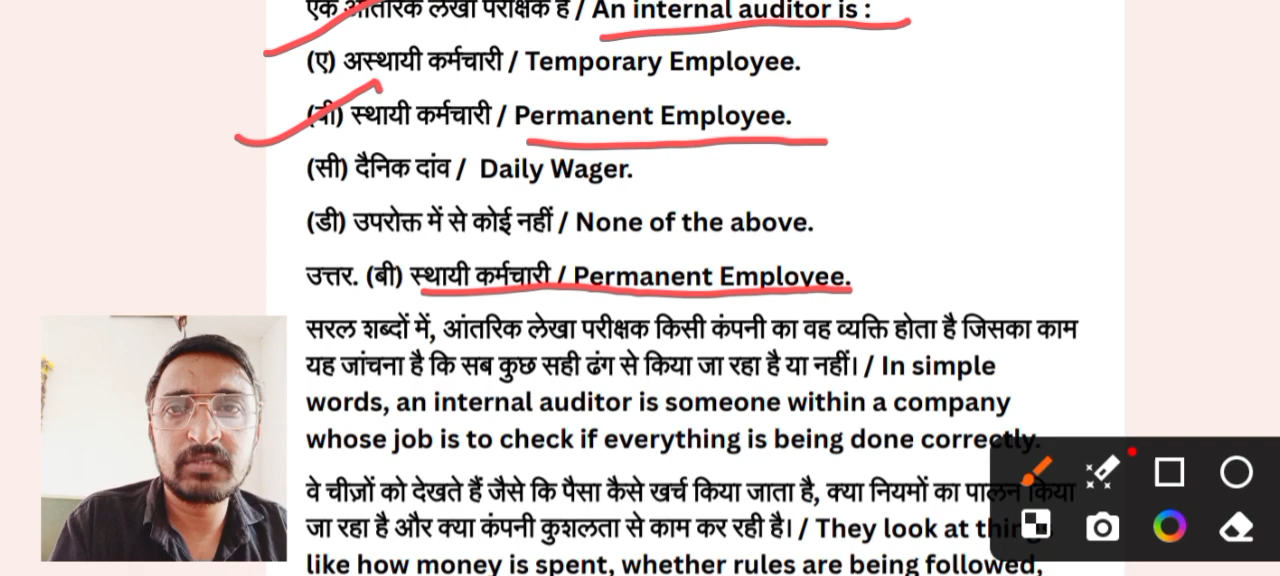 एक आंतरिक लेखा परीक्षक है / An internal auditor is :
(ए) अस्थायी कर्मचारी / Temporary Employee.
(बी) स्थायी कर्मचारी / Permanent Employee.
(सी) दैनिक दांव / Daily Wager.
(डी) उपरोक्त में से कोई नहीं / None of the above.
उत्तर. (बी) स्थायी कर्मचारी / Permanent Employee.
सरल शब्दों में, आंतरिक लेखा परीक्षक किसी कंपनी का वह व्यक्ति होता है जिसका काम
यह जांचना है कि सब कुछ सही ढंग से किया जा रहा है या नहीं। / In simple
words, an internal auditor is someone within a company
whose job is to check if everything is being done correctly.
वे चीज़ों को देखते हैं जैसे कि पैसा कैसे खर्च किया जाता है, क्या नियमों का पालन किया
जा रहा है और क्या कंपनी कुशलता से काम कर रही है। / They look at things
like how money is spent, whether rules are being followed,